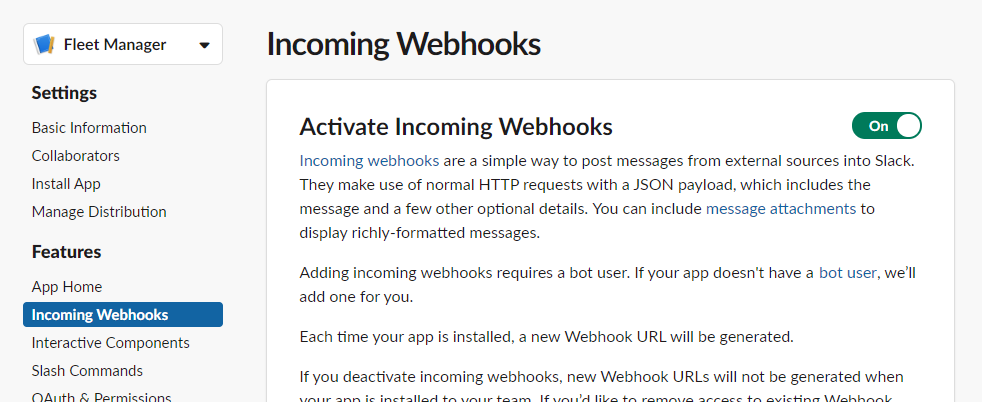 Fleet Manager
Settings
Basic Information
Collaborators
Install App
Manage Distribution
Features
App Home
Incoming Webhooks
Interactive Components
Slash Commands
OAuth & Permissions
Incoming Webhooks
Activate Incoming Webhooks
On
Incoming webhooks are a simple way to post messages from external sources into Slack.
They make use of normal HTTP requests with a JSON payload, which includes the
message and a few other optional details. You can include message attachments to
display richly-formatted messages.
Adding incoming webhooks requires a bot user. If your app doesn't have a bot user, we’ll
add one for you.
Each time your app is installed, a new Webhook URL will be generated.
If you deactivate incoming webhooks, new Webhook URLs will not be generated when
your app is installed to your team. If you’d like to remove access to existing Webhook